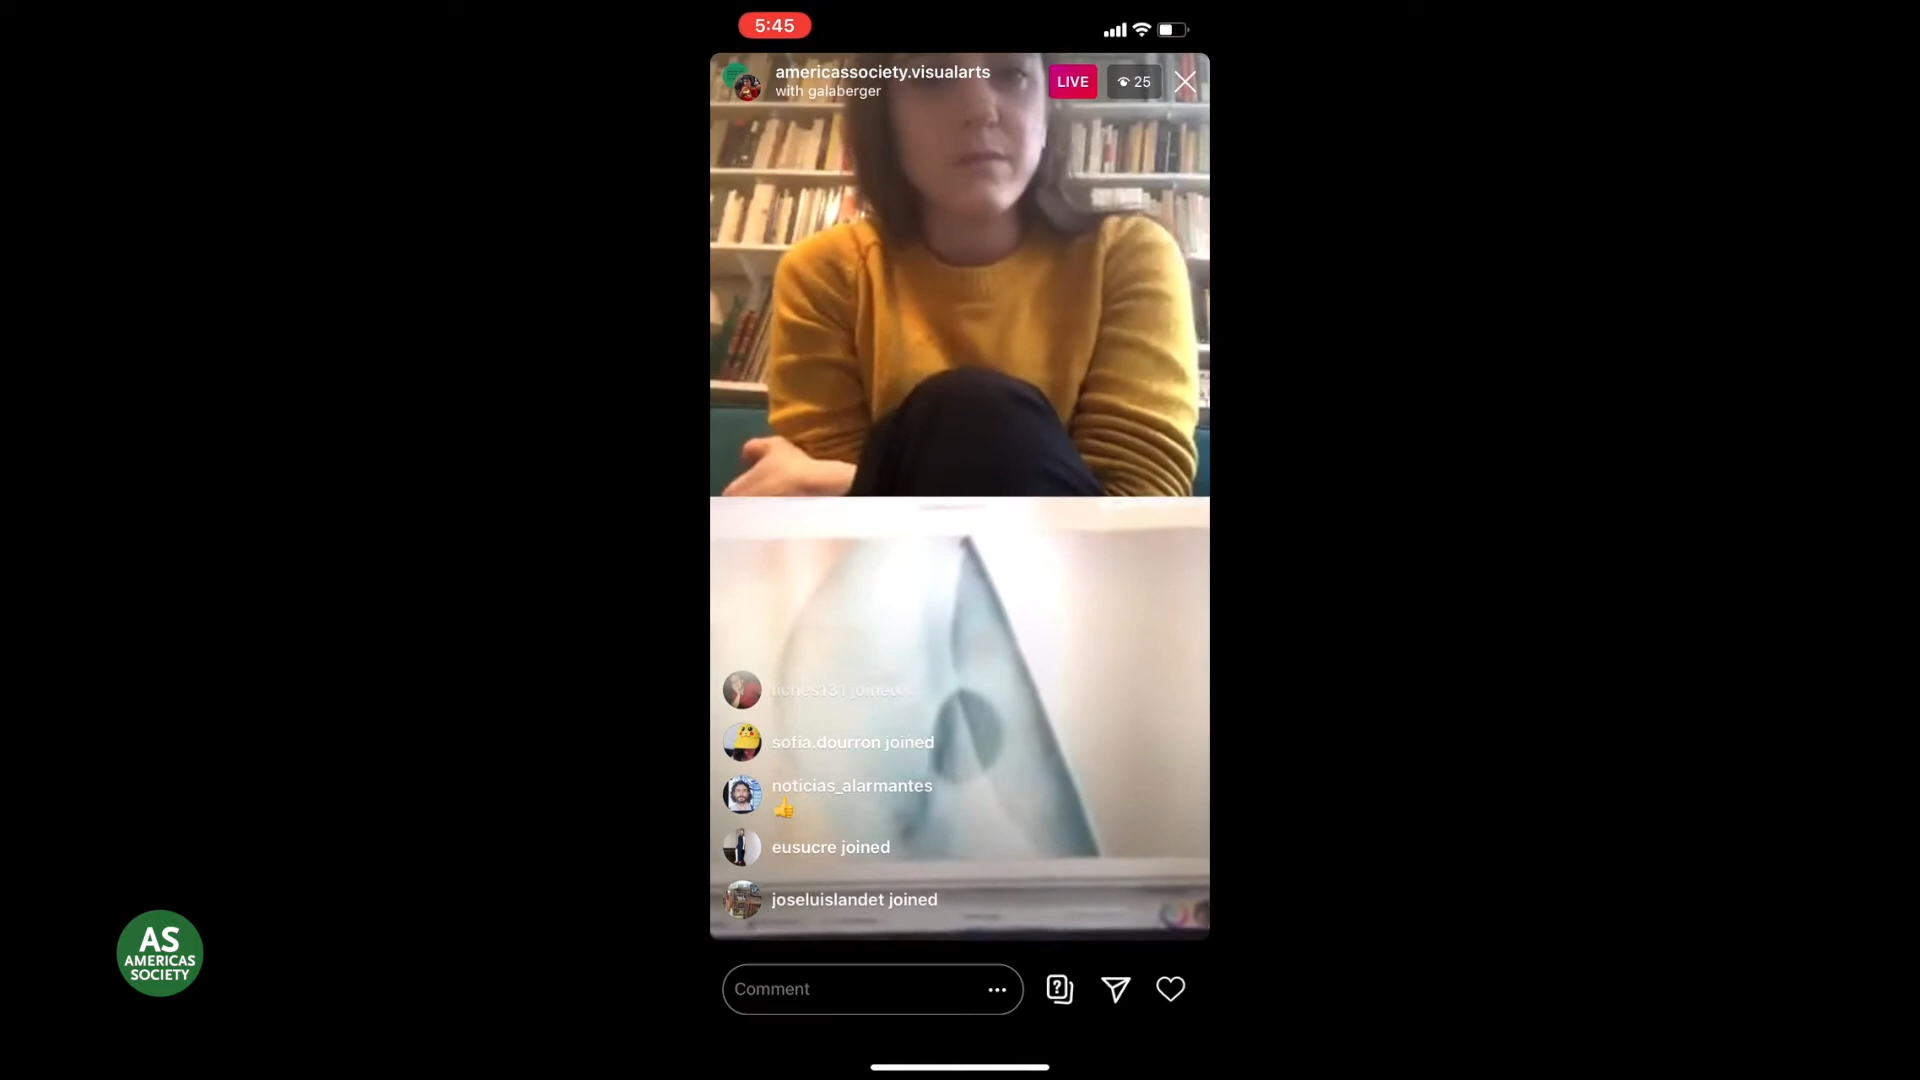 5:45
americassociety.visualarts
with galaberger
LIVE
25
joined
sofia.dourron joined
noticias_alarmantes
👍
eusucre joined
joseluislandet joined
Comment
AS
AMERICAS
SOCIETY